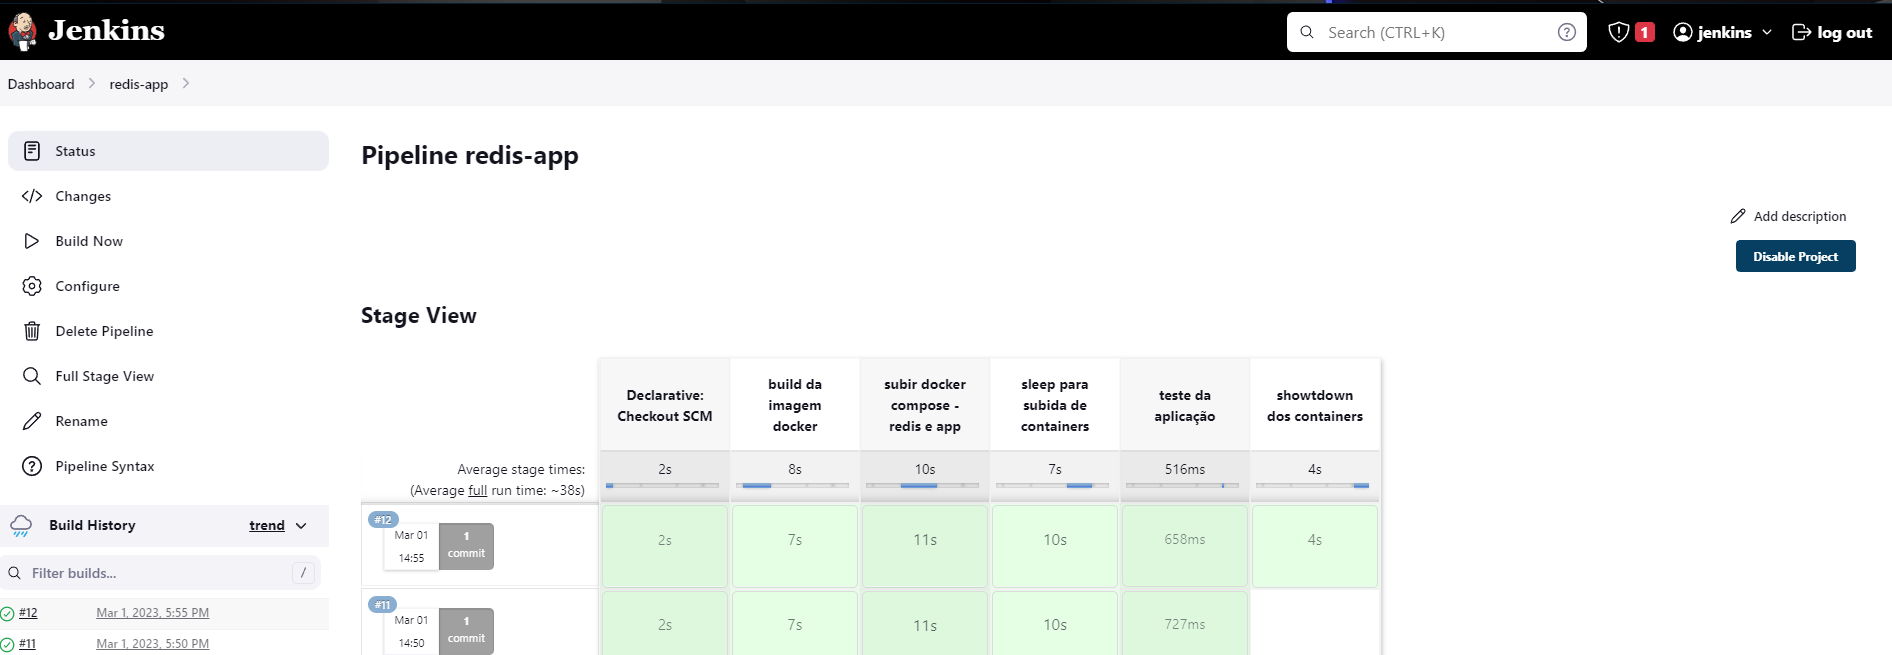 Jenkins
Search (CTRL+K)
?
1
jenkins
log out
Dashboard
redis-app
Status
Changes
Build Now
Configure
Delete Pipeline
Full Stage View
Rename
Pipeline Syntax
Build History
trend
Filter builds...
/
#12
Mar 1, 2023, 5:55 PM
#11
Mar 1, 2023, 5:50 PM
Pipeline redis-app
Add description
Disable Project
Stage View
Declarative:
Checkout SCM
build da
imagem
docker
subir docker
compose -
redis e app
sleep para
subida de
containers
teste da
aplicação
showtdown
dos containers
Average stage times:
(Average full run time: ~38s)
2s
8s
10s
7s
516ms
4s
#12
Mar 01
14:55
1
commit
2s
7s
11s
10s
658ms
4s
#11
Mar 01
14:50
1
commit
2s
7s
11s
10s
727ms